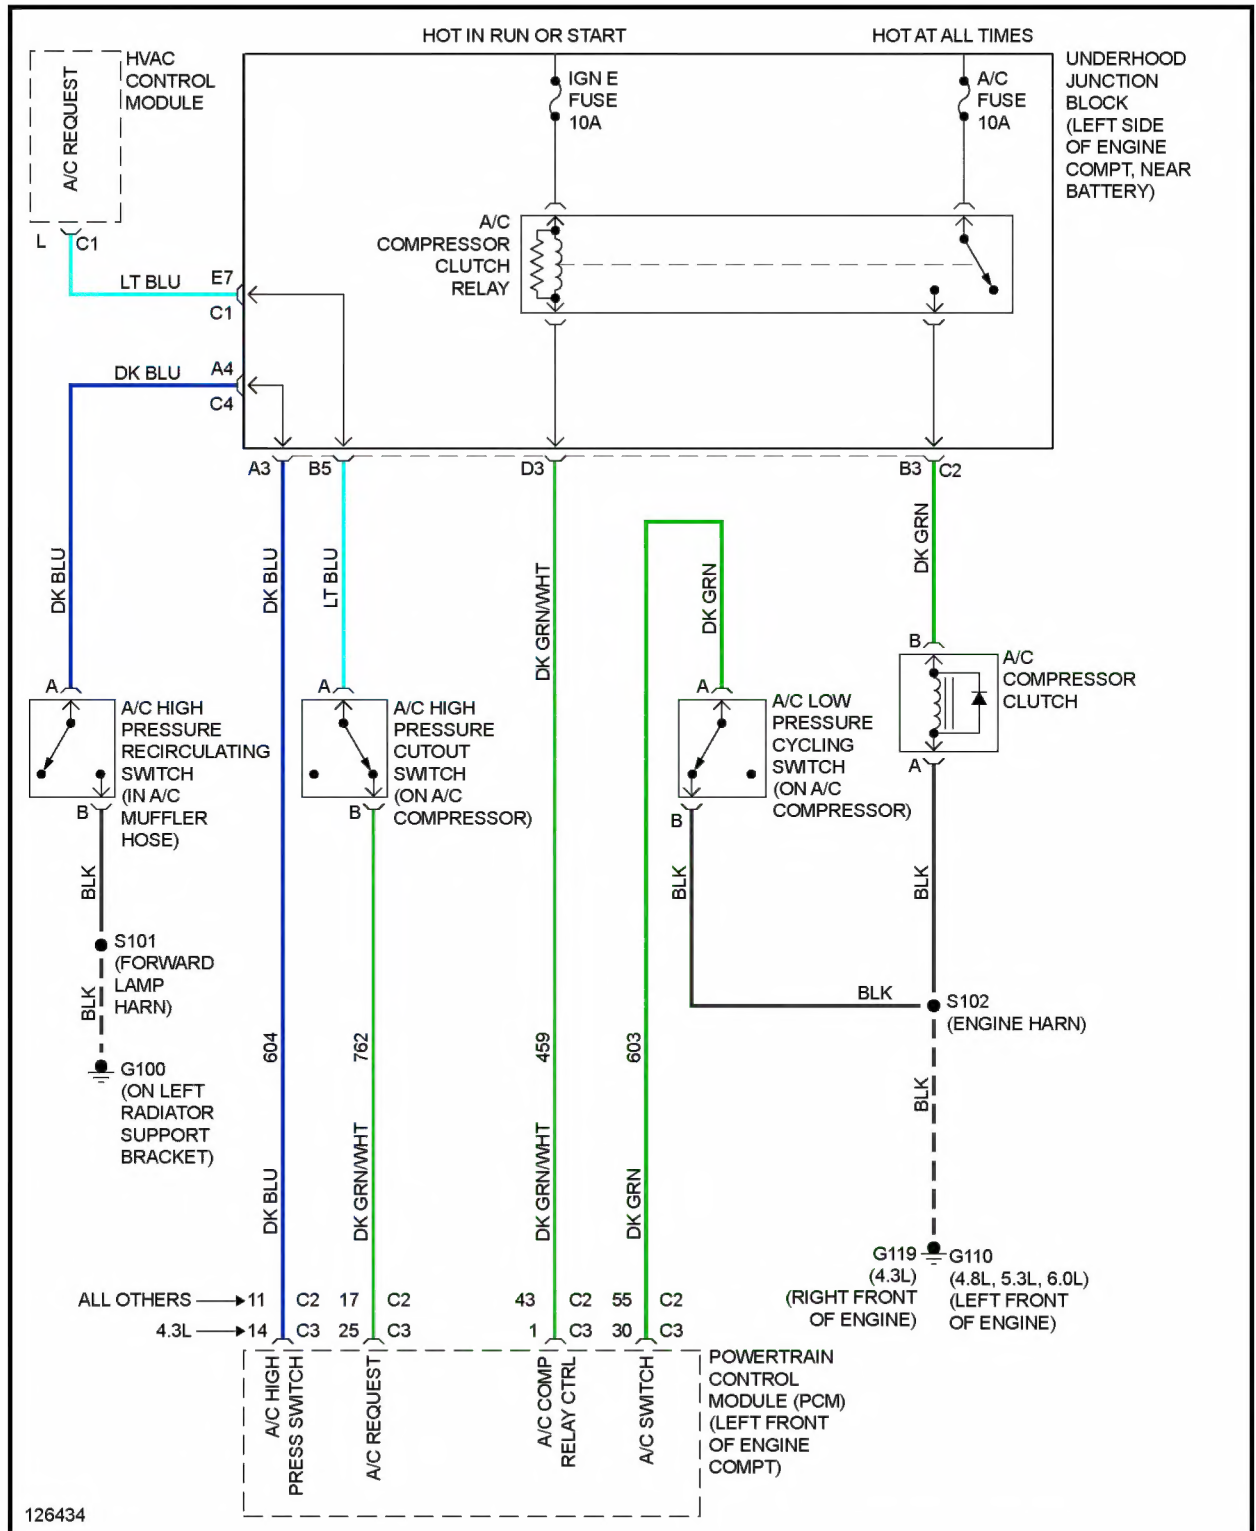 HOT IN RUN OR START
HOT AT ALL TIMES
HVAC
CONTROL
MODULE
A/C REQUEST
IGN E
FUSE
10A
A/C
FUSE
10A
UNDERHOOD
JUNCTION
BLOCK
(LEFT SIDE
OF ENGINE
COMPT, NEAR
BATTERY)
L
C1
A/C
COMPRESSOR
CLUTCH
RELAY
LT BLU
E7
C1
DK BLU
A4
C4
A3
B5
D3
B3
C2
DK BLU
DK BLU
LT BLU
DK GRN/WHT
DK GRN
DK GRN
A
A/C HIGH
PRESSURE
RECIRCULATING
SWITCH
(IN A/C
MUFFLER
HOSE)
B
A
A/C HIGH
PRESSURE
CUTOUT
SWITCH
(ON A/C
COMPRESSOR)
B
A
A/C LOW
PRESSURE
CYCLING
SWITCH
(ON A/C
COMPRESSOR)
B
B
A/C
COMPRESSOR
CLUTCH
A
BLK
BLK
BLK
S101
(FORWARD
LAMP
HARN)
BLK
BLK
S102
(ENGINE HARN)
604
762
459
603
G100
(ON LEFT
RADIATOR
SUPPORT
BRACKET)
BLK
DK BLU
DK GRN/WHT
DK GRN/WHT
DK GRN
G119
(4.3L)
(RIGHT FRONT
OF ENGINE)
G110
(4.8L, 5.3L, 6.0L)
(LEFT FRONT
OF ENGINE)
ALL OTHERS 11 C2 17 C2 43 C2 55 C2
4.3L 14 C3 25 C3 1 C3 30 C3
A/C HIGH
PRESS SWITCH
A/C REQUEST
A/C COMP
RELAY CTRL
A/C SWITCH
POWERTRAIN
CONTROL
MODULE (PCM)
(LEFT FRONT
OF ENGINE
COMPT)
126434